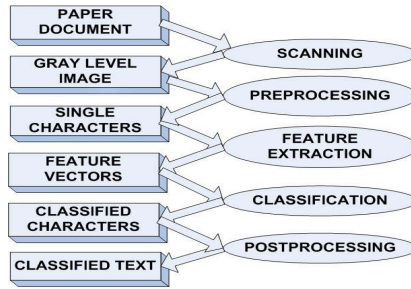 PAPER
DOCUMENT
SCANNING
GRAY LEVEL
IMAGE
PREPROCESSING
SINGLE
CHARACTERS
FEATURE
EXTRACTION
FEATURE
VECTORS
CLASSIFICATION
CLASSIFIED
CHARACTERS
POSTPROCESSING
CLASSIFIED TEXT